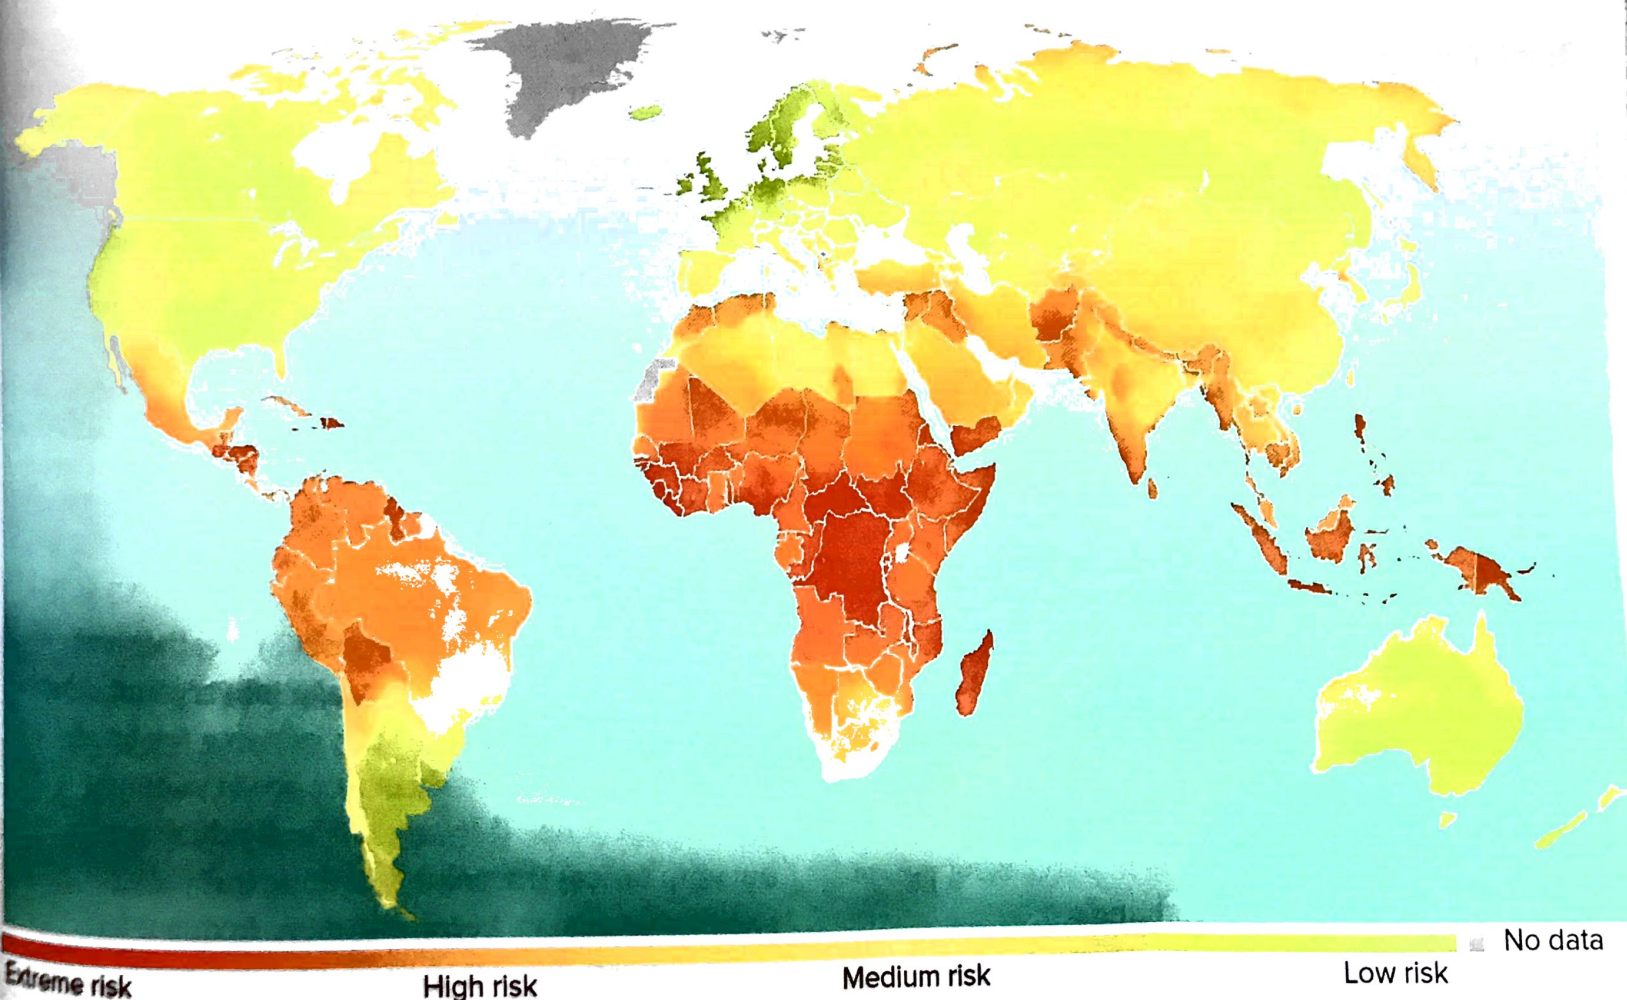 No data
Extreme risk
High risk
Medium risk
Low risk